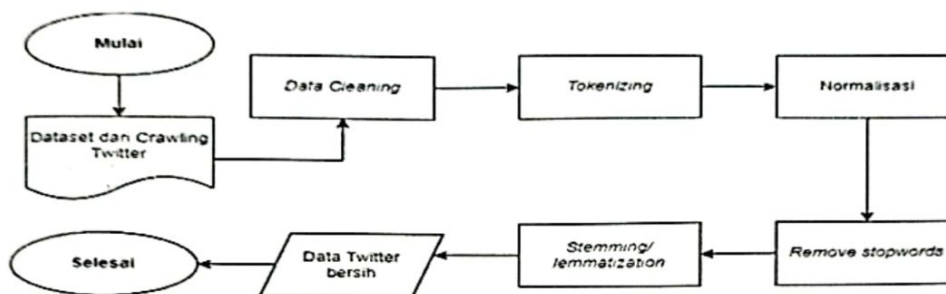 Mulai
Dataset dan Crawling
Twitter
Data Cleaning
Tokenizing
Normalisasi
Remove stopwords
Stemming/
lemmatization
Data Twitter
bersih
Selesai